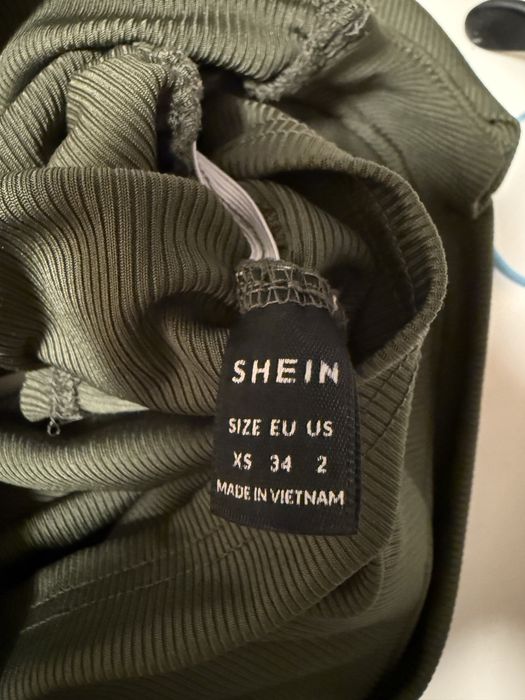 SHEIN
SIZE EU US
XS 34 2
MADE IN VIETNAM